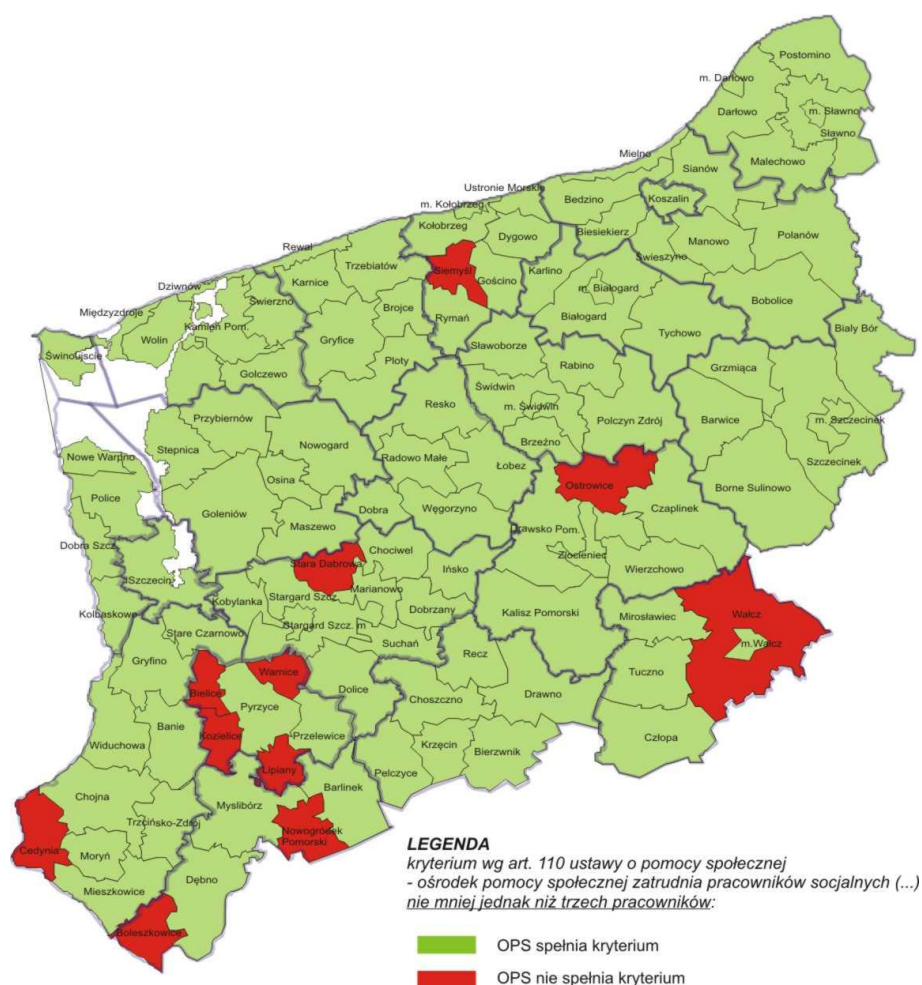 Postomino
m. Darłowo
Darłowo
m. Sławno
Sławno
Malechowo
Mielno
Sianów
Ustronie Morskie
Bedzino
Koszalin
m. Kołobrzeg
Kołobrzeg
Dygowo
Biesiekierz
Manowo
Polanów
Świeszyno
Rewal
Trzebiatów
Siemyśl
Gościno
Karlino
m. Białogard
Białogard
Bobolice
Dziwnów
Karnice
Międzyzdroje
Świerzno
Kamień Pom.
Brojce
Rymań
Tychowo
Biały Bór
Wolin
Gryfice
Sławoborze
Świnoujście
Płoty
Rabino
Grzmiąca
Golczewo
Świdwin
m. Świdwin
Resko
Połczyn Zdrój
Barwice
m. Szczecinek
Przybiernów
Brzeżno
Stepnica
Nowogard
Radowo Małe
Nowe Warpno
Łobez
Szczecinek
Osina
Ostrowice
Borne Sulinowo
Police
Węgorzyno
Czaplinek
Goleniów
Dobra
Maszewo
Drawsko Pom.
Dobra Szcz.
Chociwel
Złocieniec
Stara Dabrowa
Ińsko
Wierzchowo
Szczecin
Marianowo
Stargard Szcz.
Kobylanka
Dobrzany
Kołbaskowo
Kalisz Pomorski
Mirosławiec
Wałcz
Stargard Szcz. m
Stare Czarnowo
Suchań
m.Wałcz
Gryfino
Recz
Warnice
Tuczno
Bielice
Dolice
Pyrzyce
Drawno
Choszczno
Banie
Kozielice
Przelewice
Człopa
Widuchowa
Krzęcin
Bierzwnik
Lipiany
Pelczyce
Barlinek
Chojna
Myslibórz
Trzcińsko-Zdrój
Nowogródek
Pomorski
Cedynia
Moryń
Dębno
Mieszkowice
Boleszkowice
LEGENDA
kryterium wg art. 110 ustawy o pomocy społecznej
- ośrodek pomocy społecznej zatrudnia pracowników socjalnych (...)
nie mniej jednak niż trzech pracowników:
OPS spełnia kryterium
OPS nie spełnia kryterium